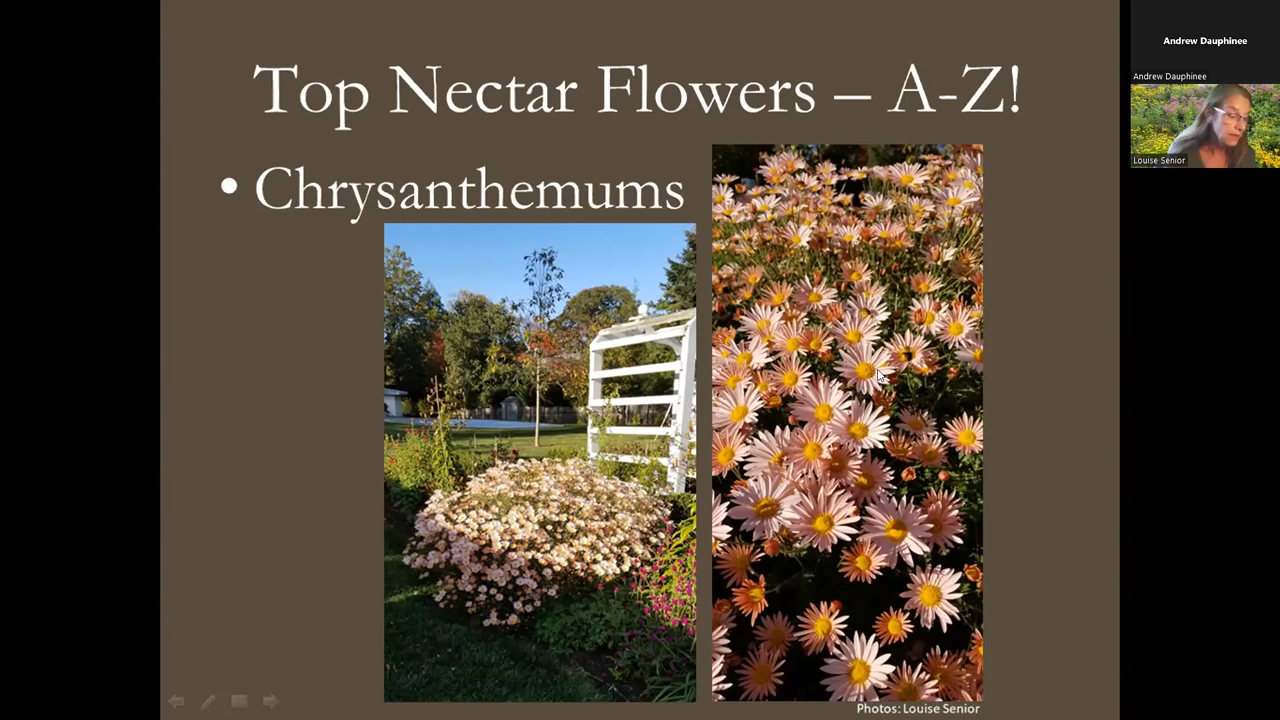 Top Nectar Flowers – A-Z!
• Chrysanthemums
Photos: Louise Senior
Andrew Dauphinee
Andrew Dauphinee
Louise Senior